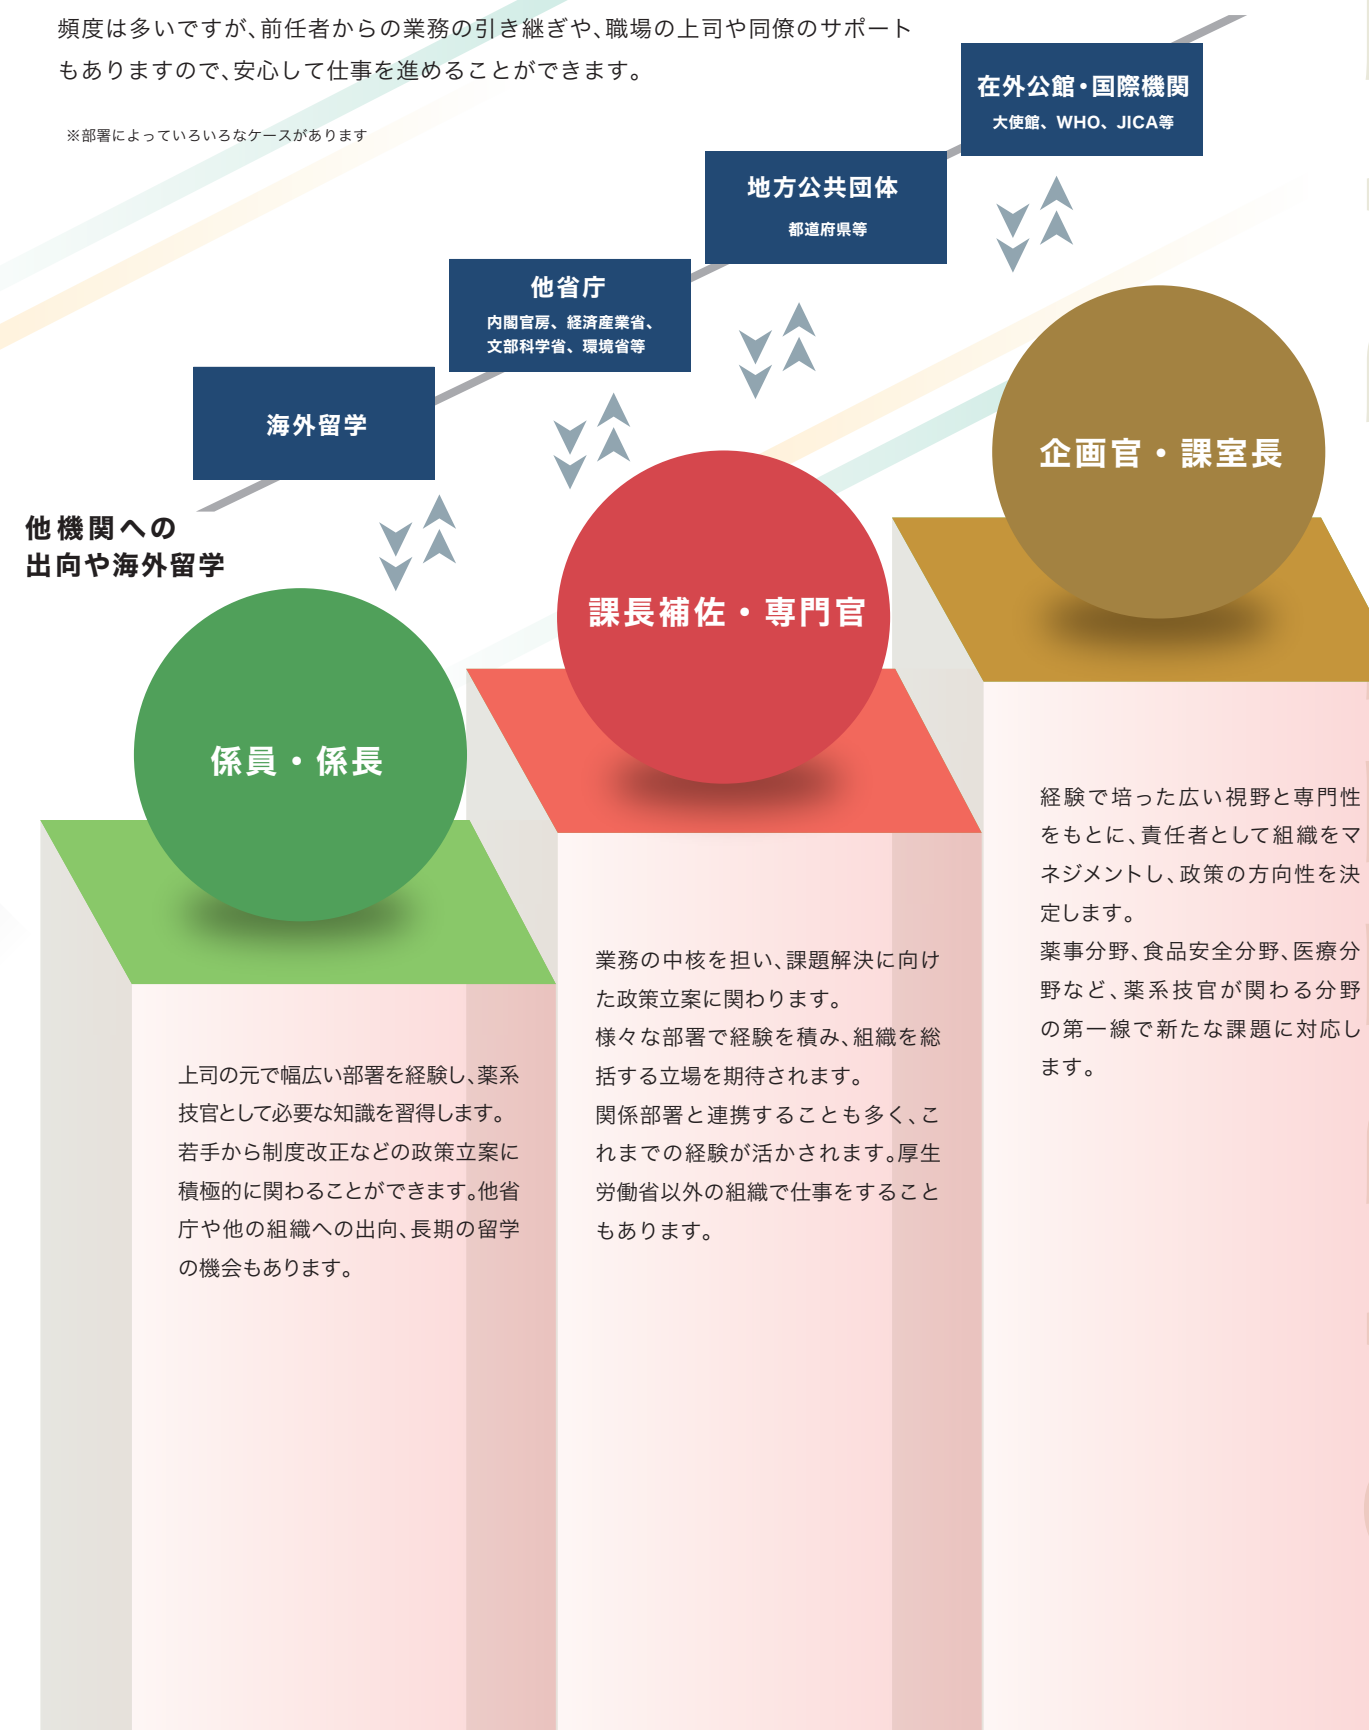 頻度は多いですが、前任者からの業務の引き継ぎや、職場の上司や同僚のサポート
もありますので、安心して仕事を進めることができます。
※部署によっていろいろなケースがあります
在外公館・国際機関
大使館、WHO、JICA等
地方公共団体
都道府県等
他省庁
内閣官房、経済産業省、
文部科学省、環境省等
海外留学
他機関への
出向や海外留学
係員・係長
上司の元で幅広い部署を経験し、薬系
技官として必要な知識を習得します。
若手から制度改正などの政策立案に
積極的に関わることができます。他省
庁や他の組織への出向、長期の留学
の機会もあります。
課長補佐・専門官
業務の中核を担い、課題解決に向け
た政策立案に関わります。
様々な部署で経験を積み、組織を総
括する立場を期待されます。
関係部署と連携することも多く、こ
れまでの経験が活かされます。厚生
労働省以外の組織で仕事をすること
もあります。
企画官・課室長
経験で培った広い視野と専門性
をもとに、責任者として組織をマ
ネジメントし、政策の方向性を決
定します。
薬事分野、食品安全分野、医療分
野など、薬系技官が関わる分野
の第一線で新たな課題に対応し
ます。